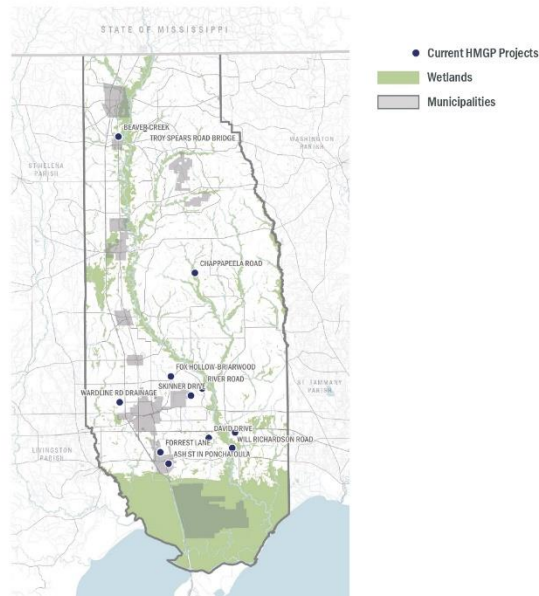 STATE OF MISSISSIPPI
Current HMGP Projects
Wetlands
Municipalities
BEAVER CREEK
TROY SPEARS ROAD BRIDGE
WASHINGTON
PARISH
ST HELENA
PARISH
CHAPPAPEELA ROAD
FOX HOLLOW-BRIARWOOD
RIVER ROAD
SKINNER DRIVE
WARDLINE RD DRAINAGE
ST TAMMANY
PARISH
DAVID DRIVE
WILL RICHARDSON ROAD
FORREST LANE
ASH ST IN PONCHATOULA
LIVINGSTON
PARISH